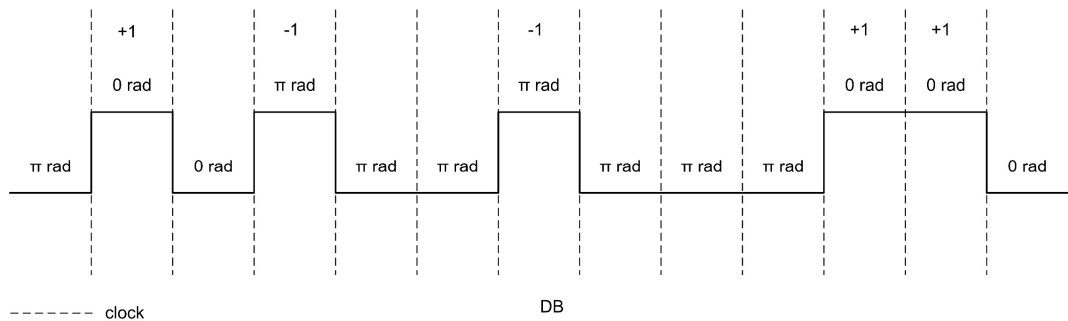 +1 -1 -1 +1 +1
0 rad π rad π rad 0 rad 0 rad
π rad 0 rad π rad π rad π rad π rad π rad 0 rad
clock DB